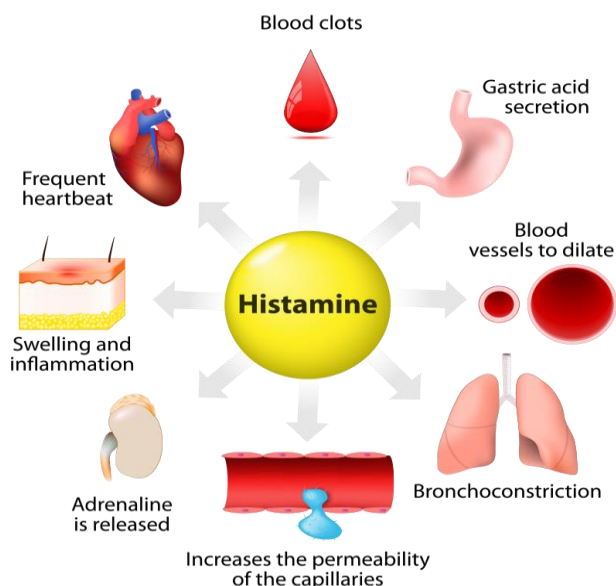 Blood clots
Gastric acid
secretion
Frequent
heartbeat
Blood
vessels to dilate
Histamine
Swelling and
inflammation
Bronchoconstriction
Adrenaline
is released
Increases the permeability
of the capillaries